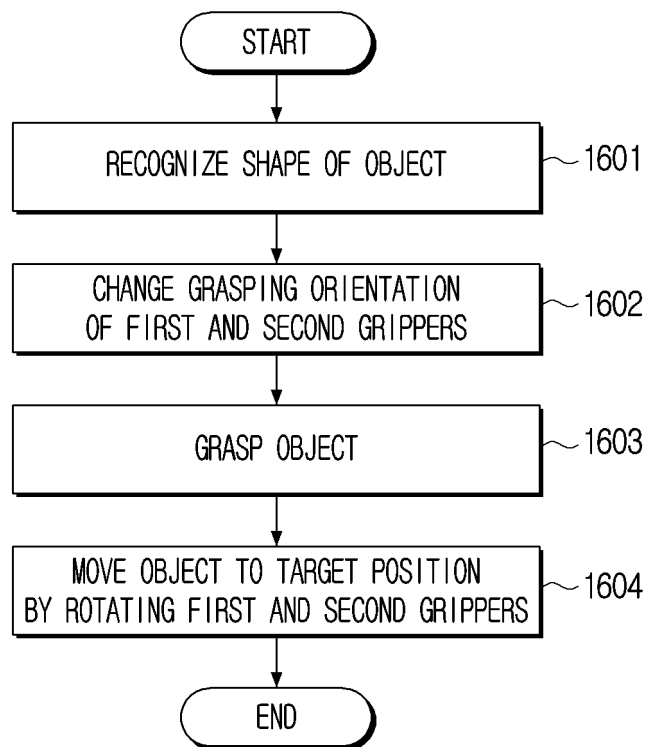 START
RECOGNIZE SHAPE OF OBJECT
1601
CHANGE GRASPING ORIENTATION
OF FIRST AND SECOND GRIPPERS
1602
GRASP OBJECT
1603
MOVE OBJECT TO TARGET POSITION
BY ROTATING FIRST AND SECOND GRIPPERS
1604
END